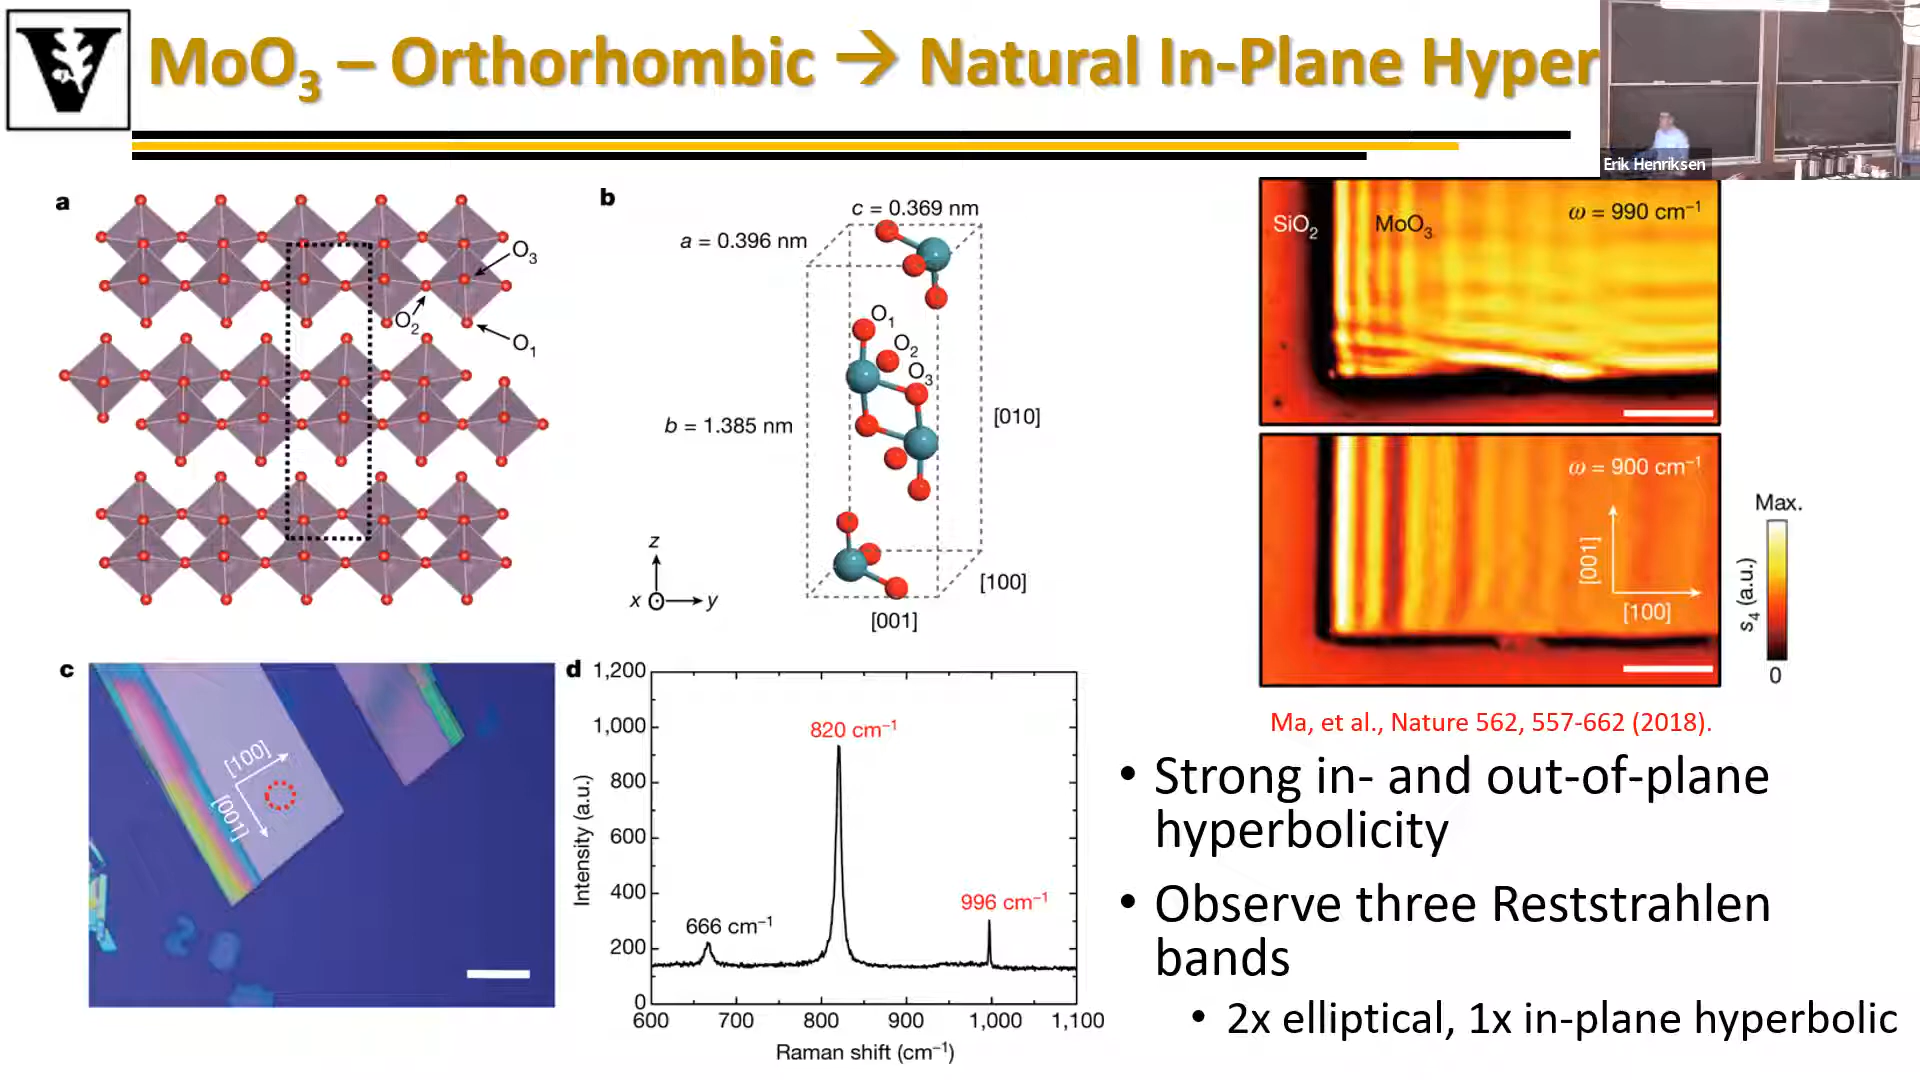 MoO3 – Orthorhombic → Natural In-Plane Hyper
Erik Henriksen
a
O3
O2
O1
b
c = 0.369 nm
a = 0.396 nm
O1
O2
O3
b = 1.385 nm
[010]
[100]
[001]
z
x
y
SiO2
MoO3
ω = 990 cm–1
ω = 900 cm–1
[001]
[100]
Max.
s4 (a.u.)
0
c
[100]
[001]
d
1,200
1,000
800
600
400
200
0
Intensity (a.u.)
820 cm–1
996 cm–1
666 cm–1
600
700
800
900
1,000
1,100
Raman shift (cm–1)
Ma, et al., Nature 562, 557-662 (2018).
• Strong in- and out-of-plane
hyperbolicity
• Observe three Reststrahlen
bands
• 2x elliptical, 1x in-plane hyperbolic